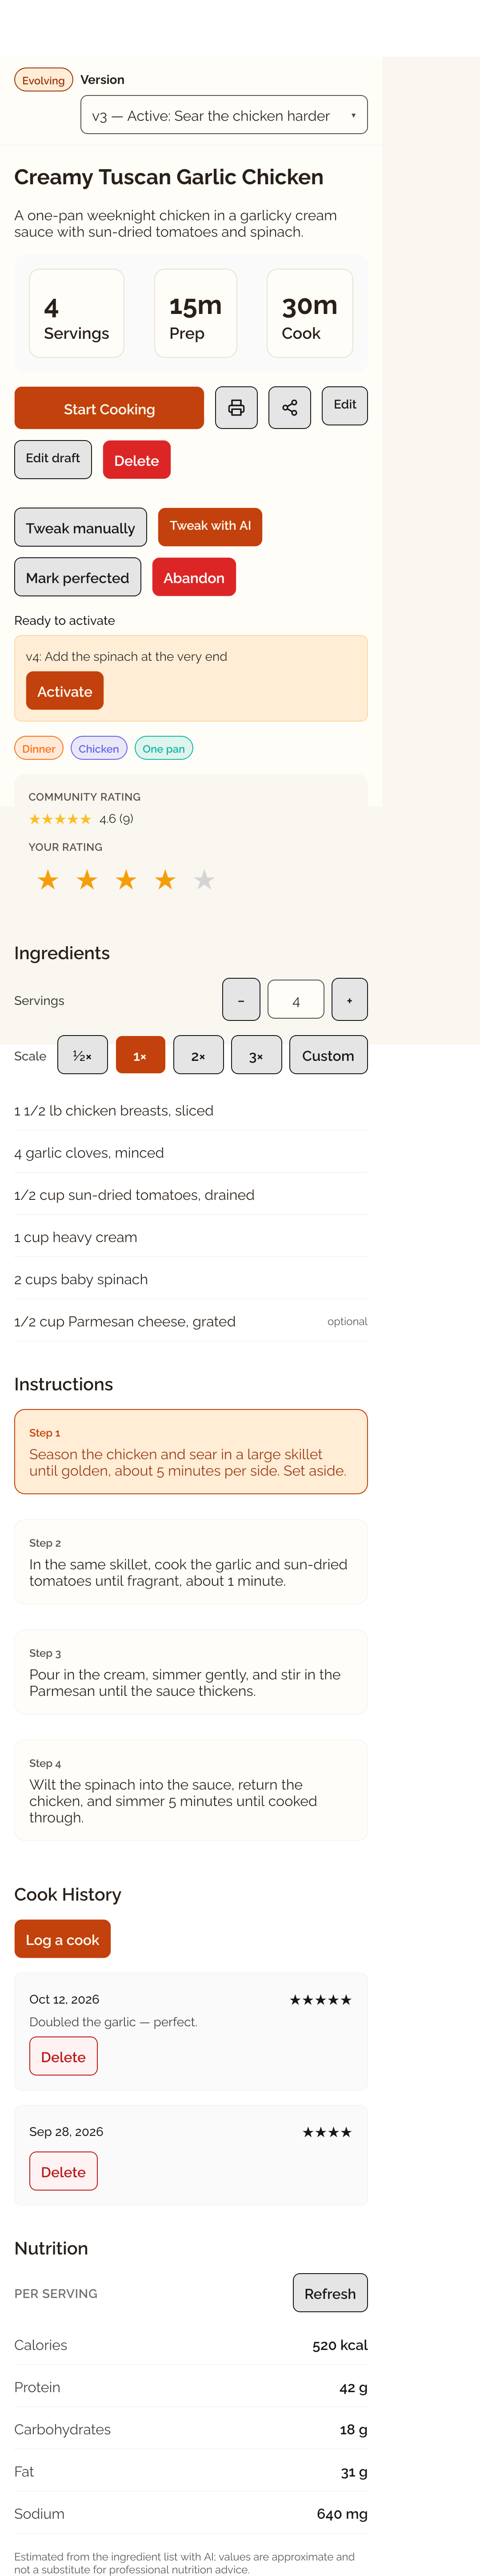 Evolving
Version
v3 — Active: Sear the chicken harder
Creamy Tuscan Garlic Chicken
A one-pan weeknight chicken in a garlicky cream
sauce with sun-dried tomatoes and spinach.
4
Servings
15m
Prep
30m
Cook
Start Cooking
Edit
Edit draft
Delete
Tweak manually
Tweak with AI
Mark perfected
Abandon
Ready to activate
v4: Add the spinach at the very end
Activate
Dinner
Chicken
One pan
COMMUNITY RATING
★★★★★ 4.6 (9)
YOUR RATING
★ ★ ★ ★ ★
Ingredients
Servings
– 4 +
Scale ½× 1× 2× 3× Custom
1 1/2 lb chicken breasts, sliced
4 garlic cloves, minced
1/2 cup sun-dried tomatoes, drained
1 cup heavy cream
2 cups baby spinach
1/2 cup Parmesan cheese, grated optional
Instructions
Step 1
Season the chicken and sear in a large skillet
until golden, about 5 minutes per side. Set aside.
Step 2
In the same skillet, cook the garlic and sun-dried
tomatoes until fragrant, about 1 minute.
Step 3
Pour in the cream, simmer gently, and stir in the
Parmesan until the sauce thickens.
Step 4
Wilt the spinach into the sauce, return the
chicken, and simmer 5 minutes until cooked
through.
Cook History
Log a cook
Oct 12, 2026 ★★★★★
Doubled the garlic — perfect.
Delete
Sep 28, 2026 ★★★★
Delete
Nutrition
PER SERVING
Refresh
Calories 520 kcal
Protein 42 g
Carbohydrates 18 g
Fat 31 g
Sodium 640 mg
Estimated from the ingredient list with AI; values are approximate and
not a substitute for professional nutrition advice.